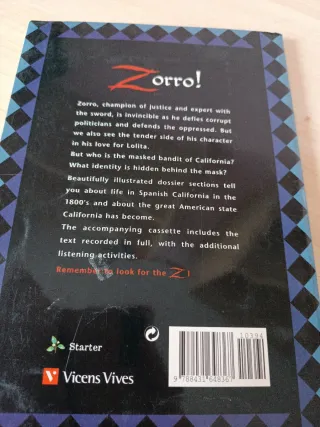 Zorro!
Zorro, champion of justice and expert with
the sword, is invincible as he defies corrupt
politicians and defends the oppressed. But
we also see the tender side of his character
in his love for Lolita.
But who is the masked bandit of California?
What identity is hidden behind the mask?
Beautifully illustrated dossier sections tell
you about life in Spanish California in the
1800's and about the great American state
California has become.
The accompanying cassette includes the
text recorded in full, with the additional
listening activities.
Remember to look for the Z!
Starter
Vicens Vives